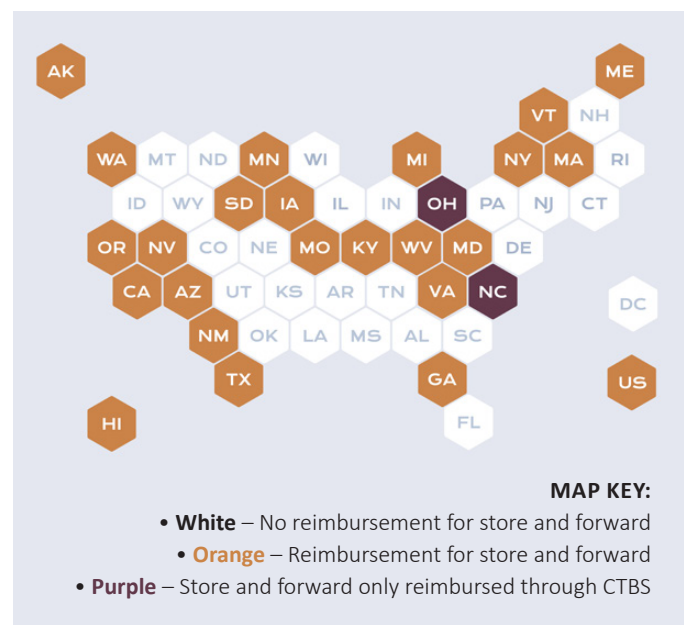 AK ME
VT NH
WA MT ND MN WI MI NY MA RI
ID WY SD IA IL IN OH PA NJ CT
OR NV CO NE MO KY WV MD DE
CA AZ UT KS AR TN VA NC DC
NM OK LA MS AL SC
TX GA US
HI FL
MAP KEY:
• White – No reimbursement for store and forward
• Orange – Reimbursement for store and forward
• Purple – Store and forward only reimbursed through CTBS